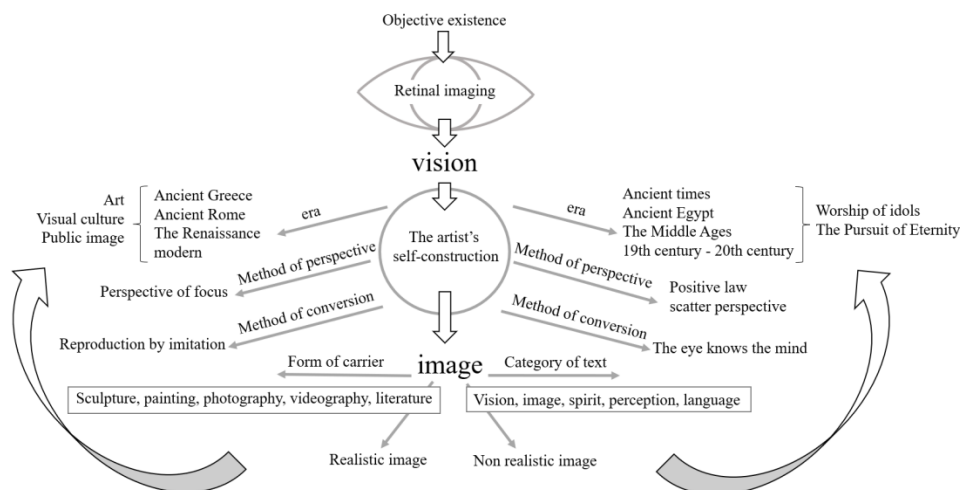 Objective existence
Retinal imaging
vision
Art
Visual culture
Public image
Ancient Greece
Ancient Rome
The Renaissance
modern
era
The artist's
self-construction
era
Ancient times
Ancient Egypt
The Middle Ages
19th century - 20th century
Worship of idols
The Pursuit of Eternity
Method of perspective
Perspective of focus
Method of perspective
Positive law
scatter perspective
Method of conversion
Reproduction by imitation
Method of conversion
The eye knows the mind
image
Form of carrier
Category of text
Sculpture, painting, photography, videography, literature
Vision, image, spirit, perception, language
Realistic image
Non realistic image